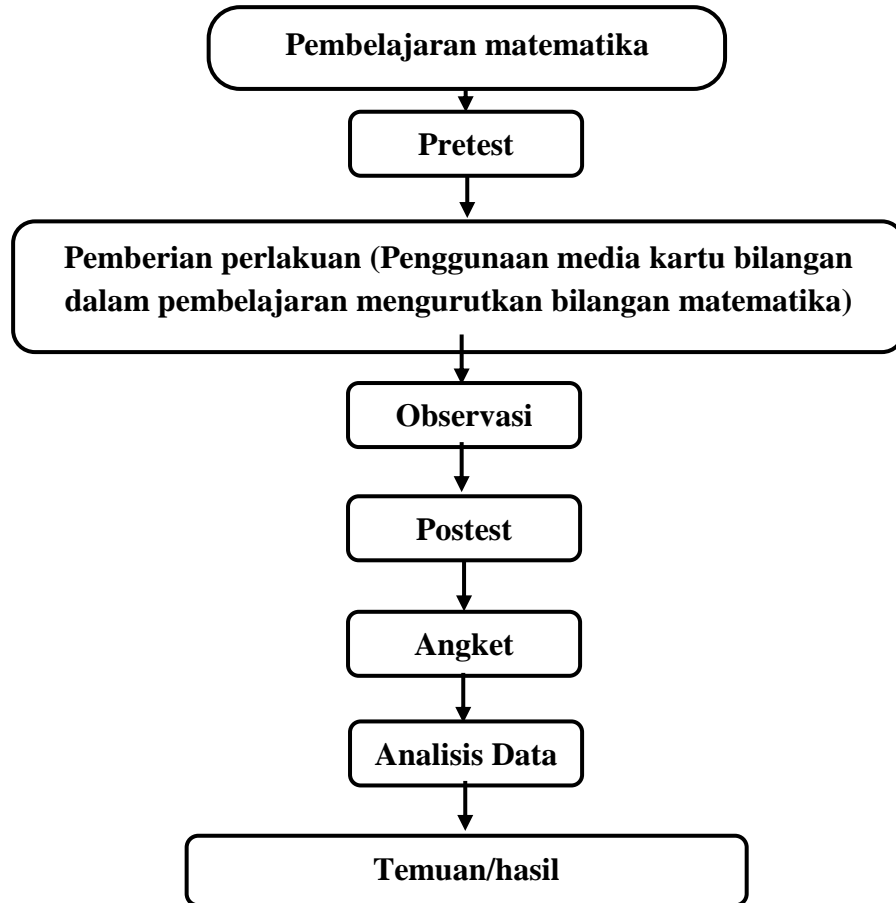 Pembelajaran matematika
Pretest
Pemberian perlakuan (Penggunaan media kartu bilangan
dalam pembelajaran mengurutkan bilangan matematika)
Observasi
Postest
Angket
Analisis Data
Temuan/hasil